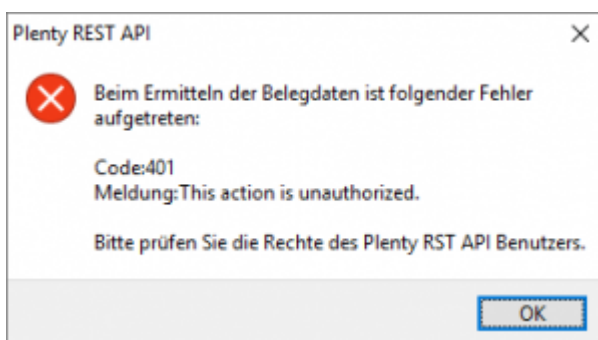 Plenty REST API
Beim Ermitteln der Belegdaten ist folgender Fehler
aufgetreten:
Code:401
Meldung:This action is unauthorized.
Bitte prüfen Sie die Rechte des Plenty RST API Benutzers.
OK